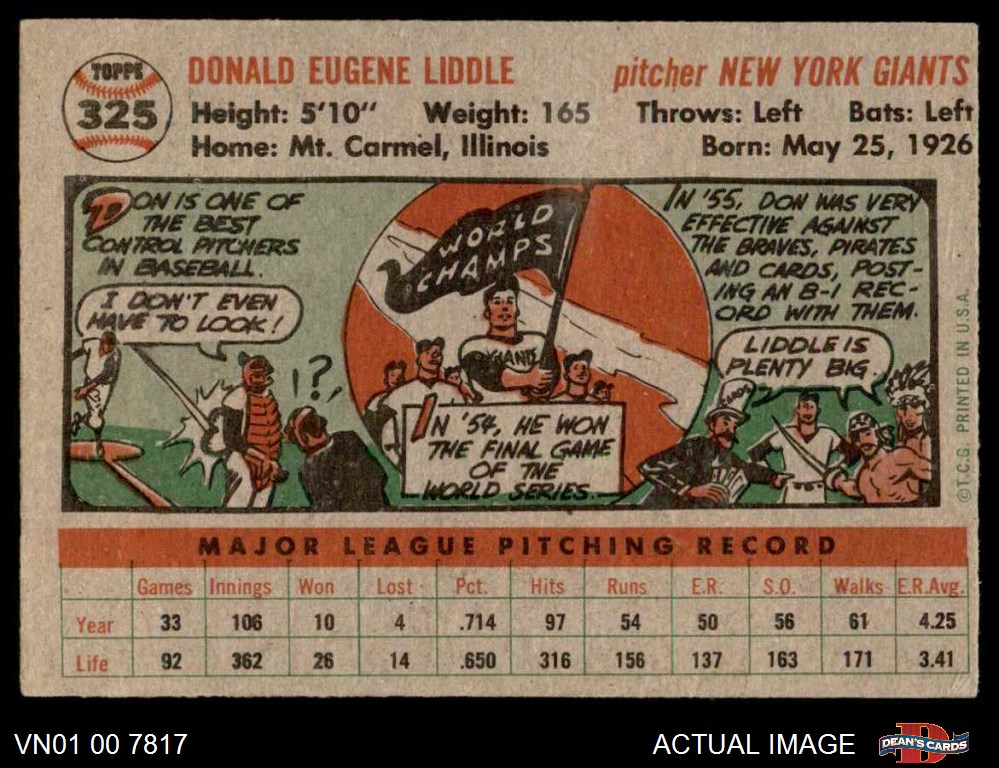 TOPPS
325
DONALD EUGENE LIDDLE
pitcher NEW YORK GIANTS
Height: 5'10" Weight: 165 Throws: Left Bats: Left
Home: Mt. Carmel, Illinois Born: May 25, 1926
DON IS ONE OF
THE BEST
CONTROL PITCHERS
IN BASEBALL.
I DON'T EVEN
HAVE TO LOOK!
!?
WORLD
CHAMPS
GIANTS
IN '54, HE WON
THE FINAL GAME
OF THE
WORLD SERIES.
IN '55, DON WAS VERY
EFFECTIVE AGAINST
THE BRAVES, PIRATES
AND CARDS, POST-
ING AN 8-1 REC-
ORD WITH THEM.
LIDDLE IS
PLENTY BIG.
CARDS
©T.C.G. PRINTED IN U.S.A.
MAJOR LEAGUE PITCHING RECORD
Games Innings Won Lost Pct. Hits Runs E.R. S.O. Walks E.R.Avg.
Year 33 106 10 4 .714 97 54 50 56 61 4.25
Life 92 362 26 14 .650 316 156 137 163 171 3.41
VN01 00 7817
ACTUAL IMAGE
D
DEAN'S CARDS